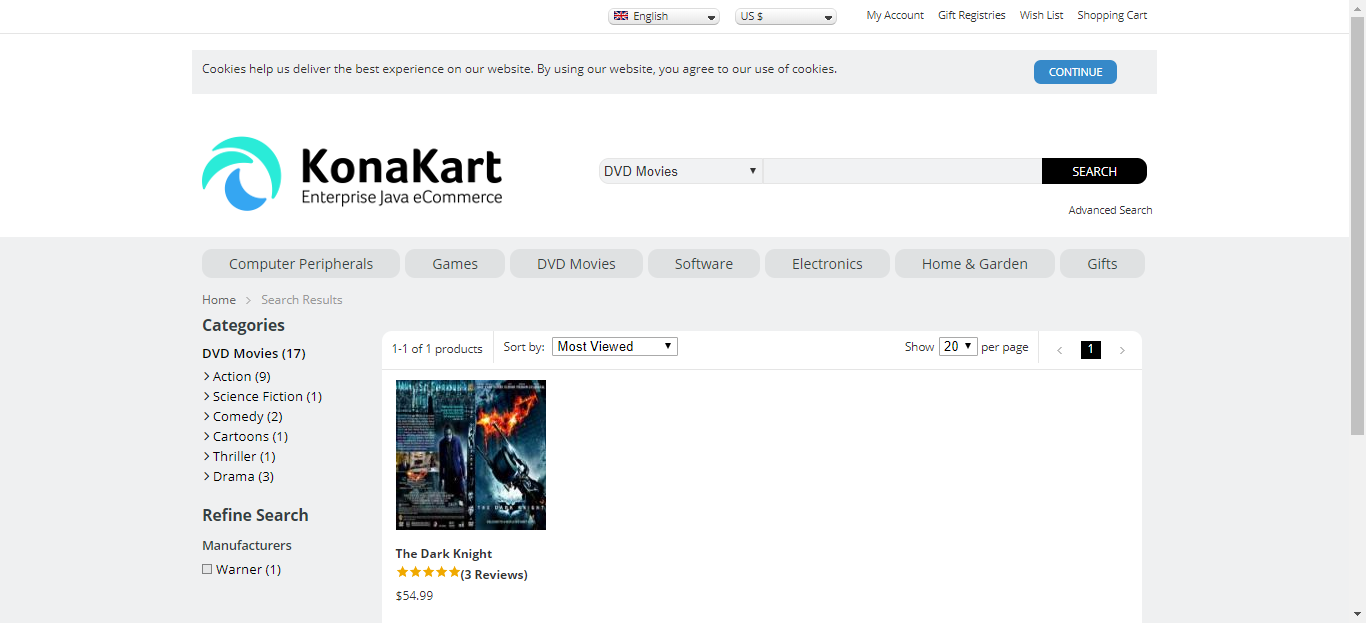 English
US $
My Account
Gift Registries
Wish List
Shopping Cart
Cookies help us deliver the best experience on our website. By using our website, you agree to our use of cookies.
CONTINUE
KonaKart
Enterprise Java eCommerce
DVD Movies
SEARCH
Advanced Search
Computer Peripherals
Games
DVD Movies
Software
Electronics
Home & Garden
Gifts
Home > Search Results
Categories
DVD Movies (17)
Action (9)
Science Fiction (1)
Comedy (2)
Cartoons (1)
Thriller (1)
Drama (3)
Refine Search
Manufacturers
Warner (1)
1-1 of 1 products
Sort by: Most Viewed
Show 20 per page
< 1 >
THE DARK KNIGHT
The Dark Knight
(3 Reviews)
$54.99